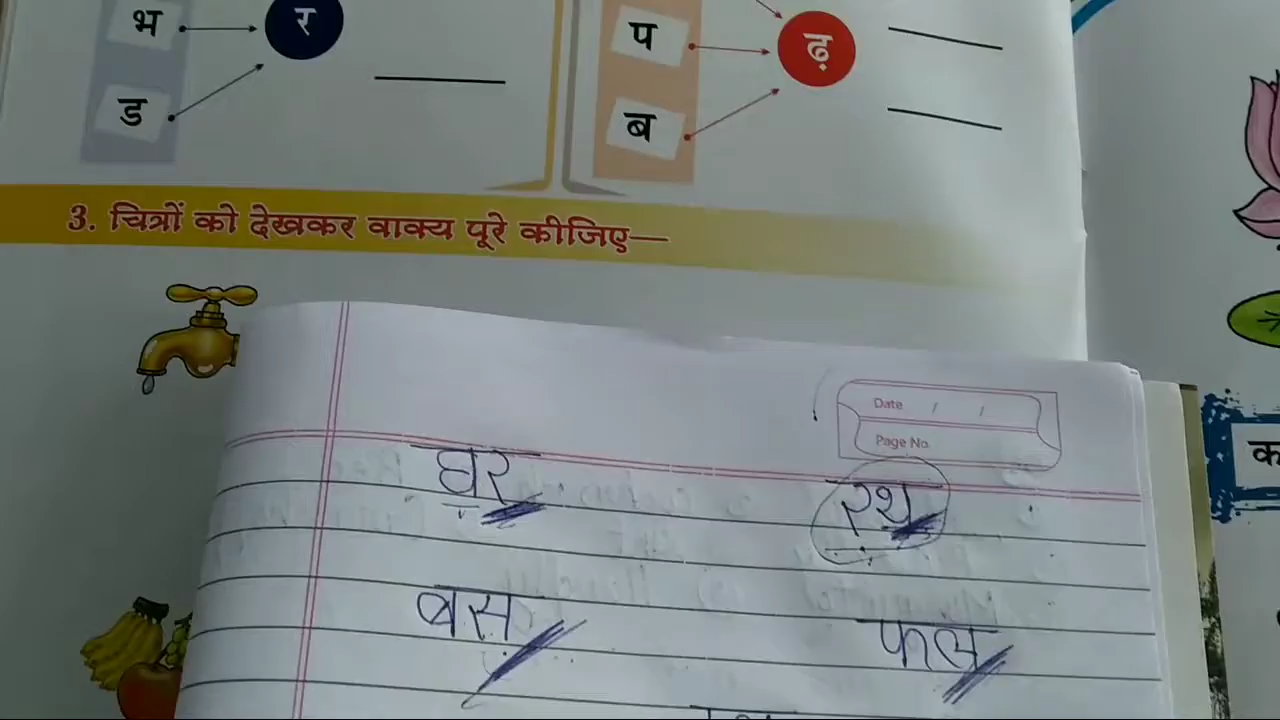 भ र प ढ़
ड ब
3. चित्रों को देखकर वाक्य पूरे कीजिए—
Date / /
Page No.
क
घर रथ
बस फल